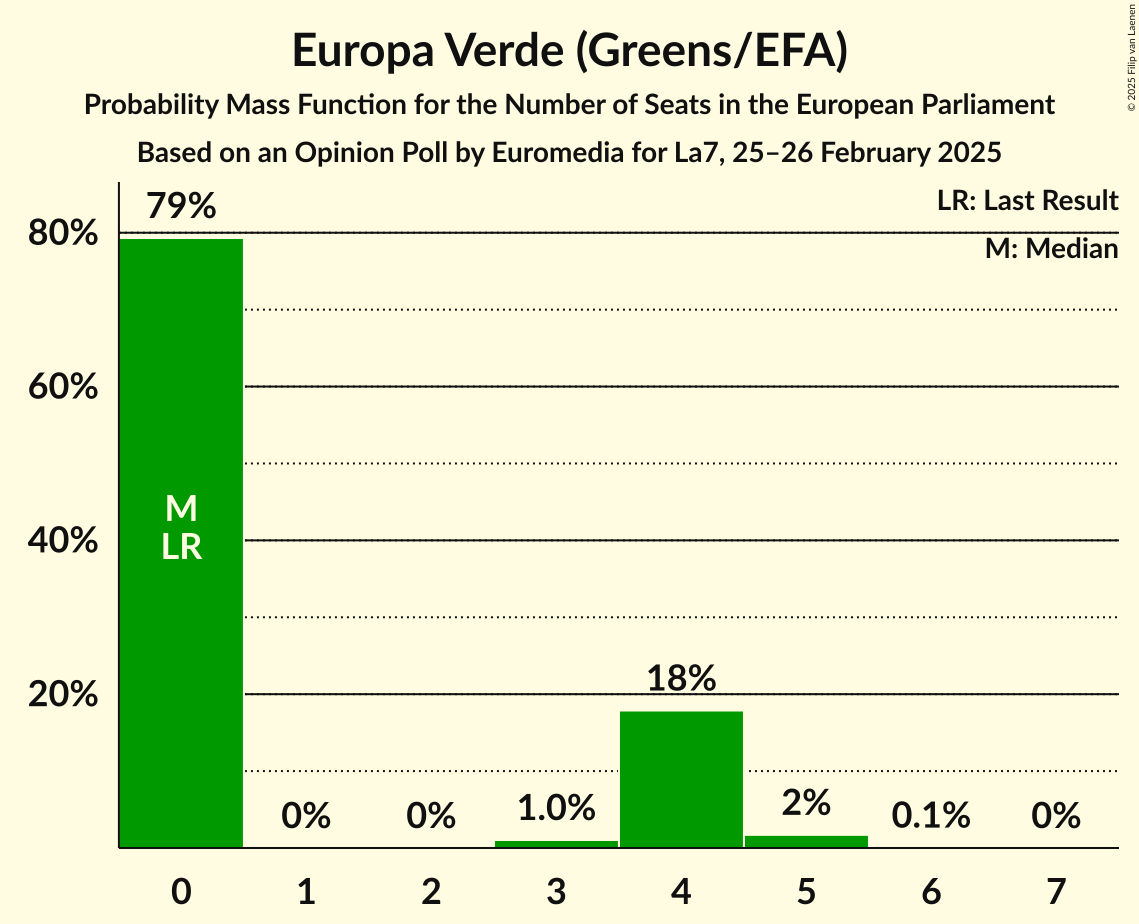 Europa Verde (Greens/EFA)
Probability Mass Function for the Number of Seats in the European Parliament
Based on an Opinion Poll by Euromedia for La7, 25–26 February 2025
© 2025 Filip van Laenen
LR: Last Result
M: Median
79%
80%
60%
40%
20%
M
LR
0%
0%
1.0%
18%
2%
0.1%
0%
0 1 2 3 4 5 6 7